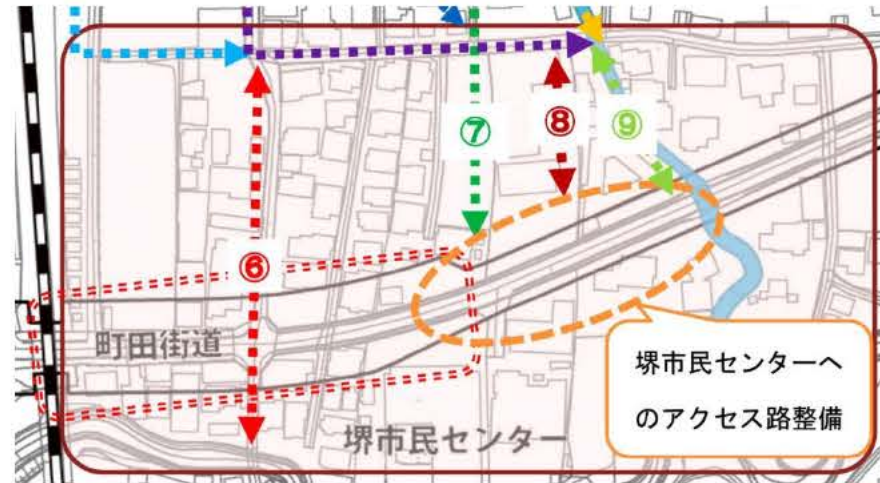 ⑦
⑧
⑨
⑥
町田街道
堺市民センターへ
のアクセス路整備
堺市民センター